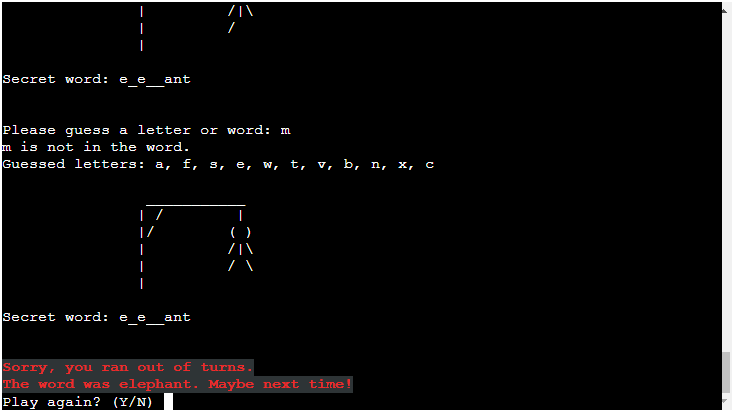 Secret word: e_e__ant
Please guess a letter or word: m
m is not in the word.
Guessed letters: a, f, s, e, w, t, v, b, n, x, c
Secret word: e_e__ant
Sorry, you ran out of turns.
The word was elephant. Maybe next time!
Play again? (Y/N)